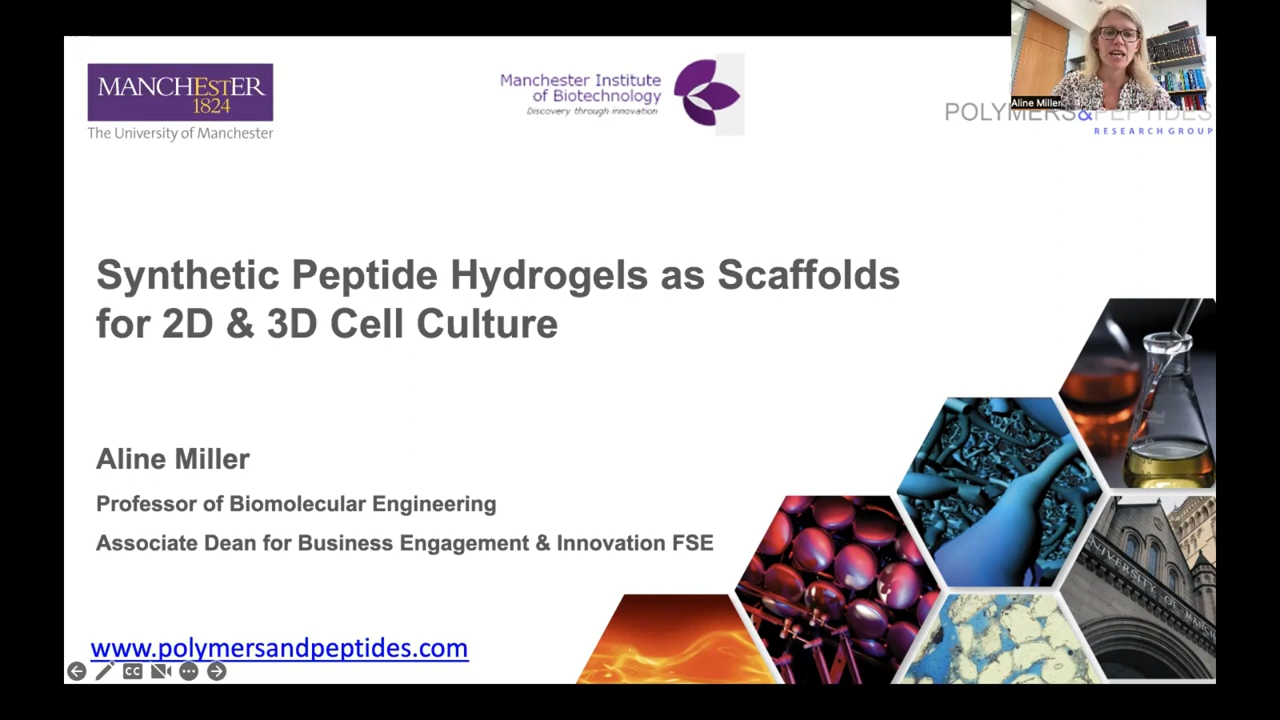 MANCHESTER
1824
The University of Manchester
Manchester Institute
of Biotechnology
Discovery through innovation
Aline Miller
POLYMERS&PEPTIDES
RESEARCH GROUP
Synthetic Peptide Hydrogels as Scaffolds
for 2D & 3D Cell Culture
Aline Miller
Professor of Biomolecular Engineering
Associate Dean for Business Engagement & Innovation FSE
www.polymersandpeptides.com
CC